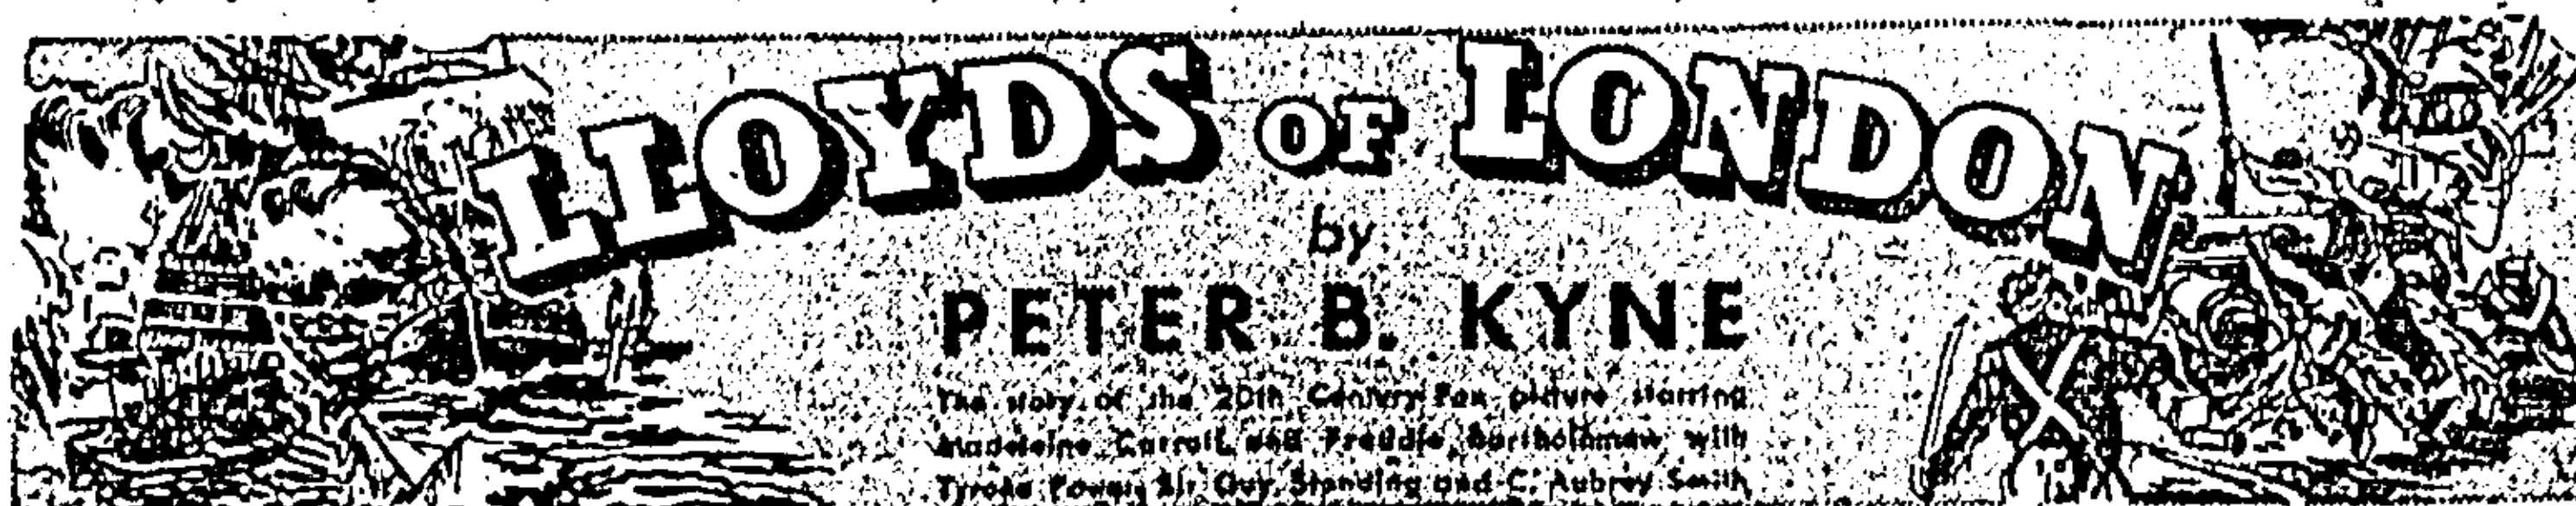 LLOYDS OF LONDON
by
PETER B. KYNE
The story of the 20th Century-Fox picture starring
Madeleine Carroll and Freddie Bartholomew with
Tyrone Power, Sir Guy Standing and C. Aubrey Smith